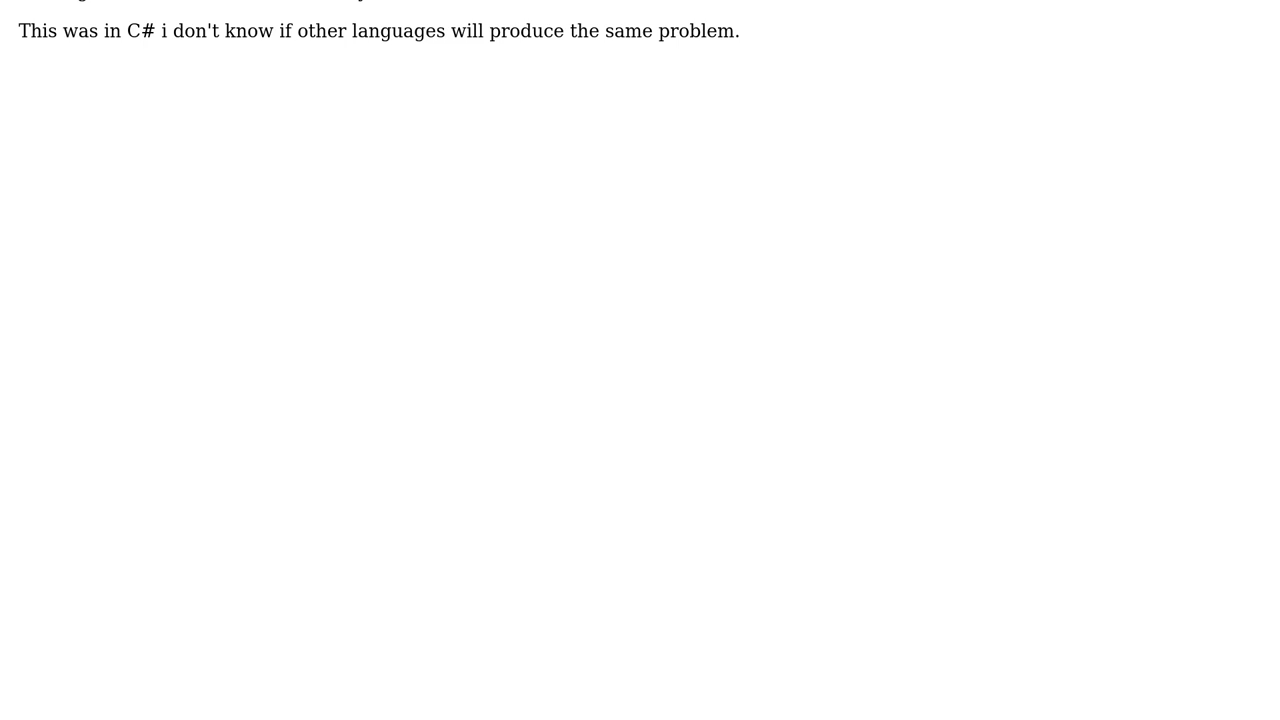 This was in C# i don't know if other languages will produce the same problem.